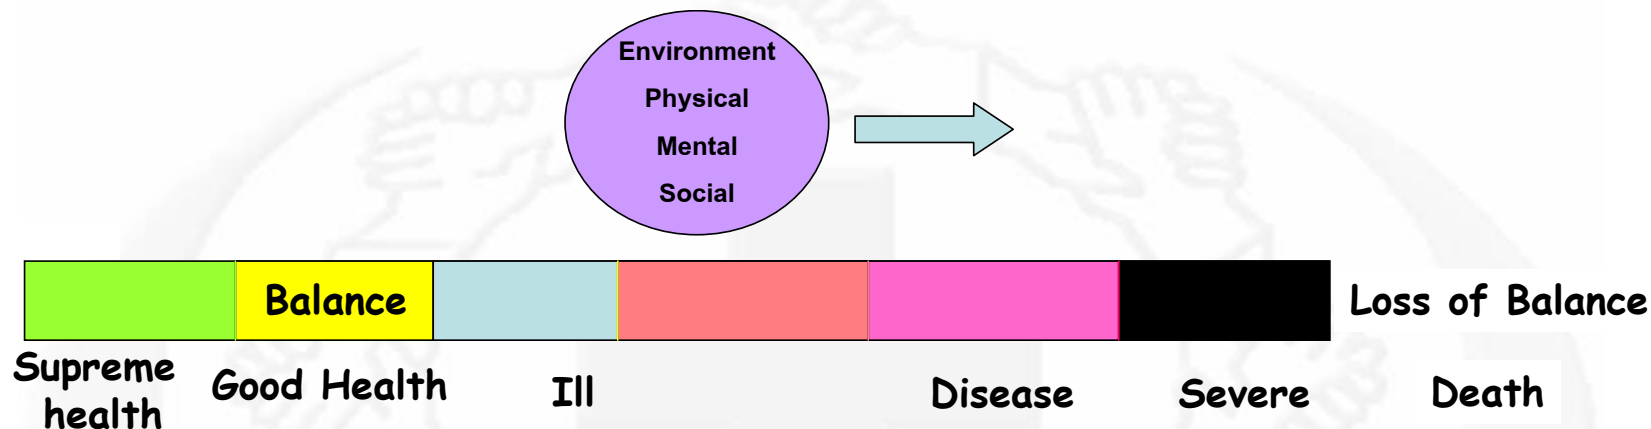 Environment
Physical
Mental
Social
Balance
Loss of Balance
Supreme
health
Good Health
Ill
Disease
Severe
Death